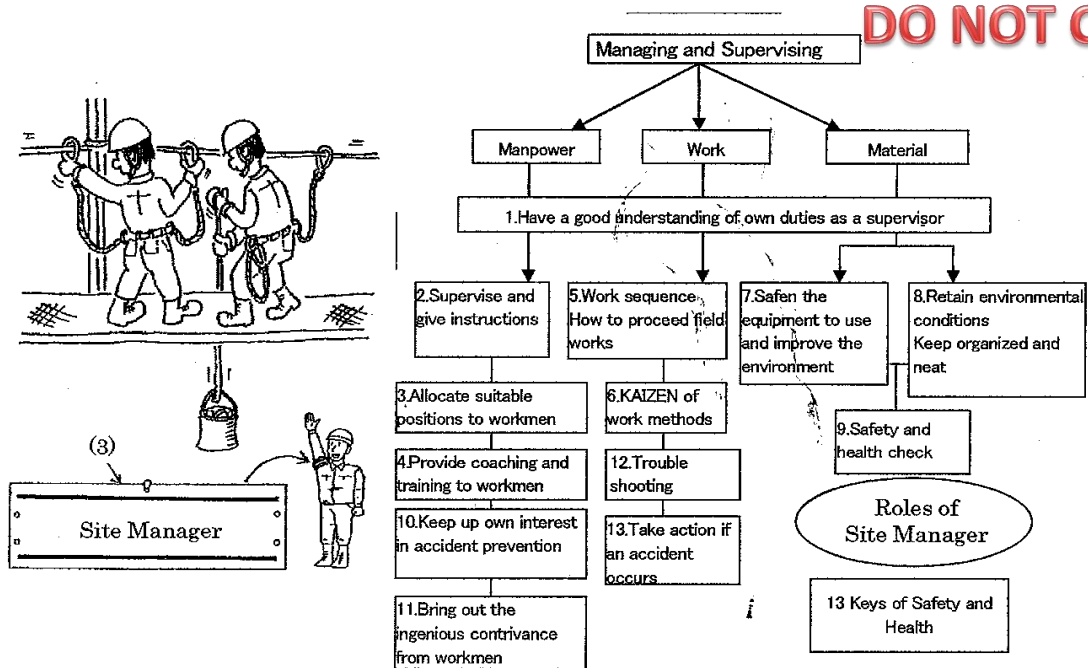 DO NOT
Managing and Supervising
Manpower
Work
Material
1.Have a good understanding of own duties as a supervisor
2.Supervise and
give instructions
5.Work sequence
How to proceed field
works
7.Safen the
equipment to use
and improve the
environment
8.Retain environmental
conditions
Keep organized and
neat
3.Allocate suitable
positions to workmen
6.KAIZEN of
work methods
9.Safety and
health check
4.Provide coaching and
training to workmen
12.Trouble
shooting
10.Keep up own interest
in accident prevention
13.Take action if
an accident
occurs
11.Bring out the
ingenious contrivance
from workmen
(3)
Site Manager
Roles of
Site Manager
13 Keys of Safety and
Health